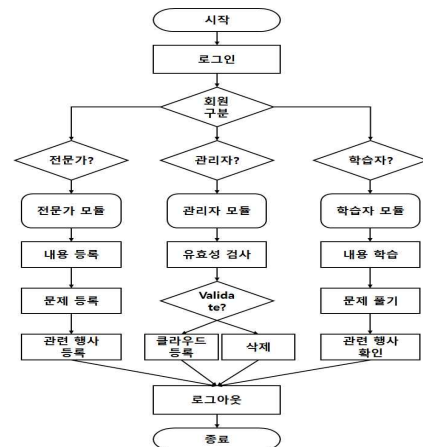 시작
로그인
회원
구분
전문가?
관리자?
학습자?
전문가 모듈
관리자 모듈
학습자 모듈
내용 등록
유효성 검사
내용 학습
문제 등록
Valida
te?
문제 풀기
관련 행사
등록
클라우드
등록
삭제
관련 행사
확인
로그아웃
종료